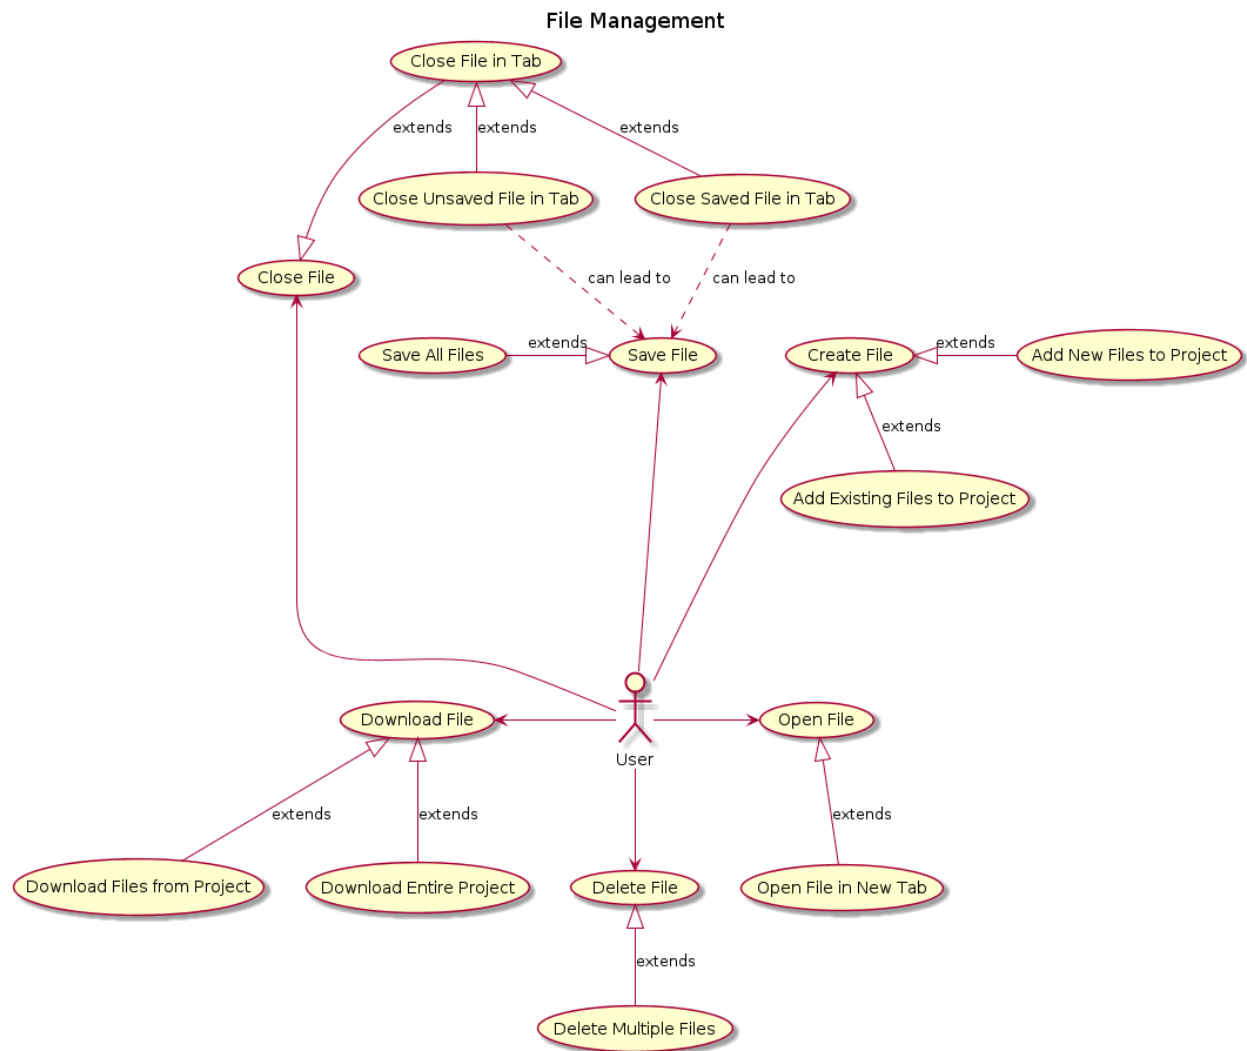 File Management
Close File in Tab
extends
extends
extends
Close Unsaved File in Tab
Close Saved File in Tab
Close File
can lead to
can lead to
Save All Files
extends
Save File
Create File
extends
Add New Files to Project
extends
Add Existing Files to Project
Download File
User
Open File
extends
extends
extends
Download Files from Project
Download Entire Project
Delete File
Open File in New Tab
extends
Delete Multiple Files